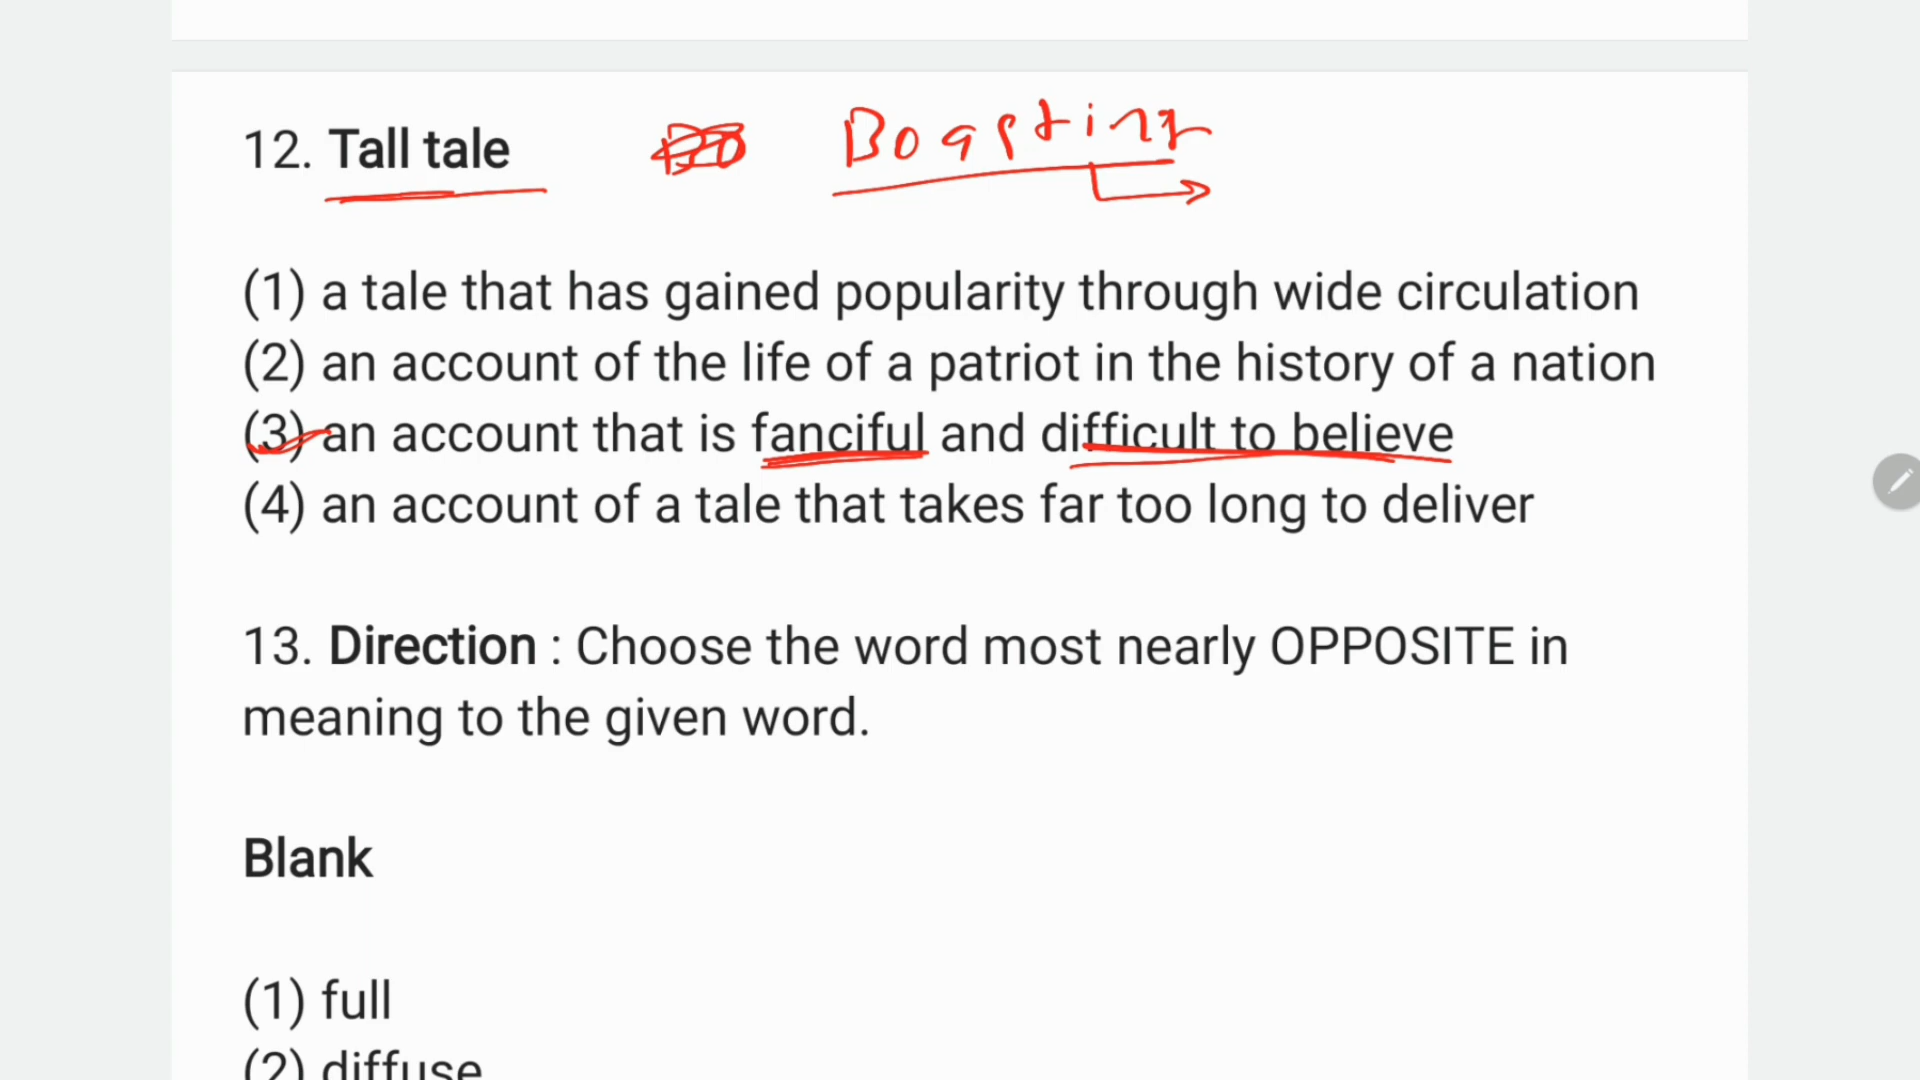 12. Tall tale Boasting
(1) a tale that has gained popularity through wide circulation
(2) an account of the life of a patriot in the history of a nation
(3) an account that is fanciful and difficult to believe
(4) an account of a tale that takes far too long to deliver
13. Direction : Choose the word most nearly OPPOSITE in
meaning to the given word.
Blank
(1) full
(2) diffuse